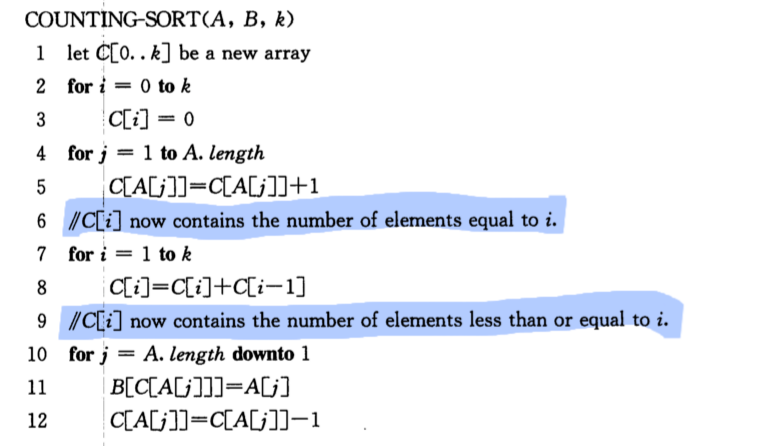 COUNTING-SORT(A, B, k)
1 let C[0..k] be a new array
2 for i = 0 to k
3 C[i] = 0
4 for j = 1 to A. length
5 C[A[j]]=C[A[j]]+1
6 //C[i] now contains the number of elements equal to i.
7 for i = 1 to k
8 C[i]=C[i]+C[i−1]
9 //C[i] now contains the number of elements less than or equal to i.
10 for j = A. length downto 1
11 B[C[A[j]]]=A[j]
12 C[A[j]]=C[A[j]]−1